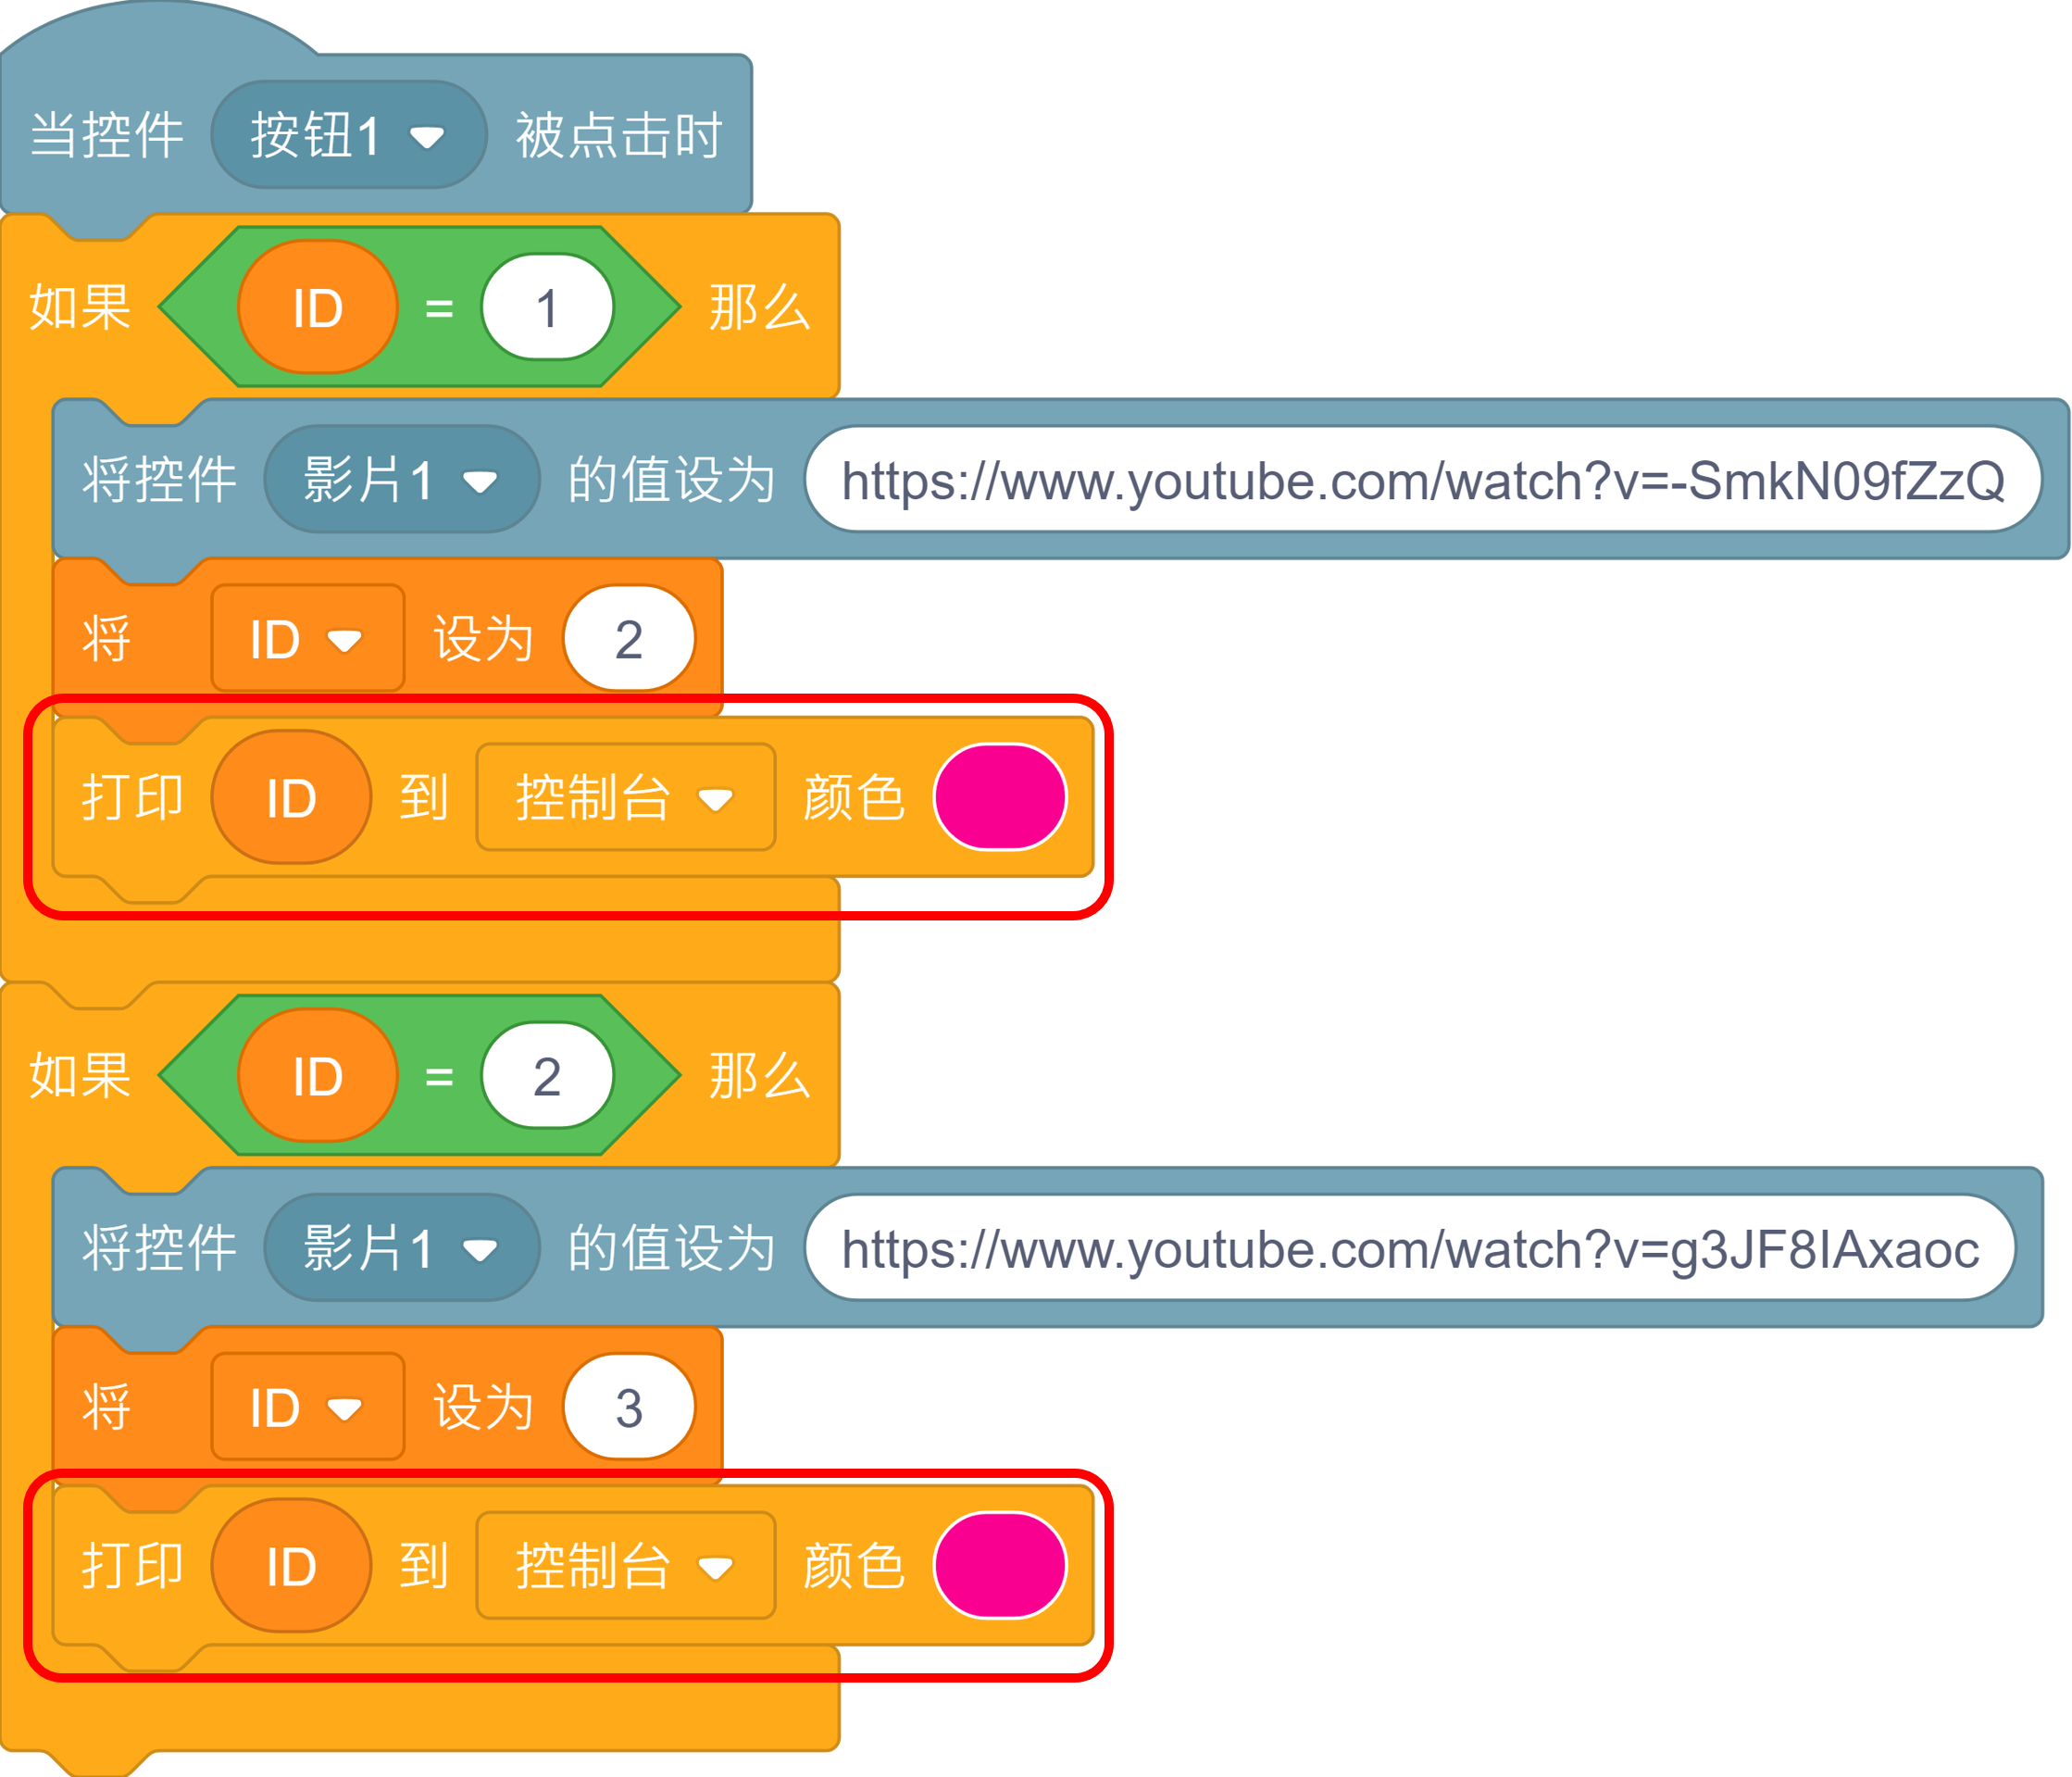 当控件 按钮1 被点击时
如果 ID = 1 那么
将控件 影片1 的值设为 https://www.youtube.com/watch?v=-SmkN09fZzQ
将 ID 设为 2
打印 ID 到 控制台 颜色
如果 ID = 2 那么
将控件 影片1 的值设为 https://www.youtube.com/watch?v=g3JF8IAxaoc
将 ID 设为 3
打印 ID 到 控制台 颜色